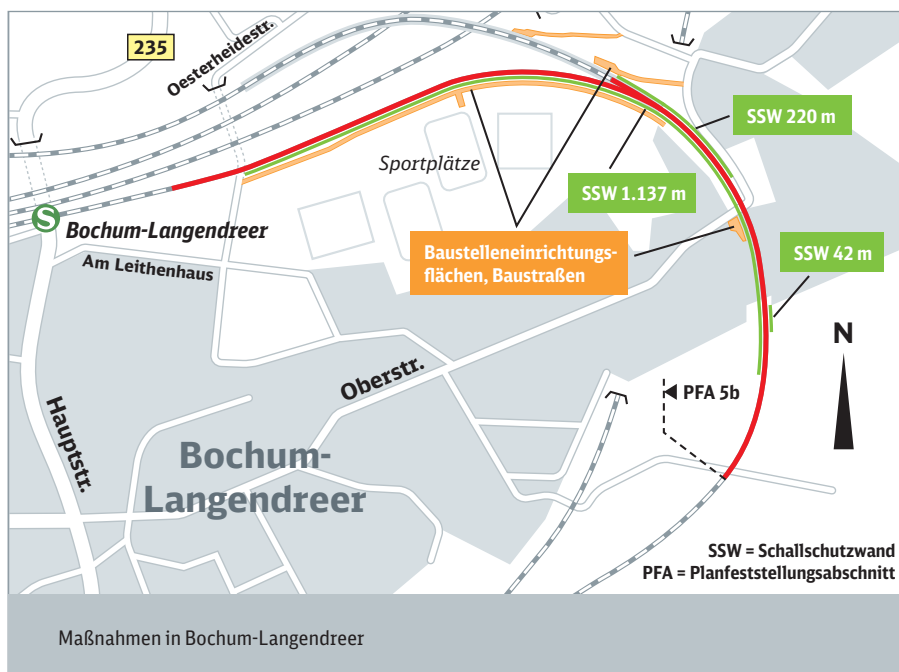 235
Oesterheidestr.
SSW 220 m
Sportplätze
SSW 1.137 m
S
Bochum-Langendreer
Am Leithenhaus
Baustelleneinrichtungs-
flächen, Baustraßen
SSW 42 m
N
Oberstr.
PFA 5b
Hauptstr.
Bochum-
Langendreer
SSW = Schallschutzwand
PFA = Planfeststellungsabschnitt
Maßnahmen in Bochum-Langendreer